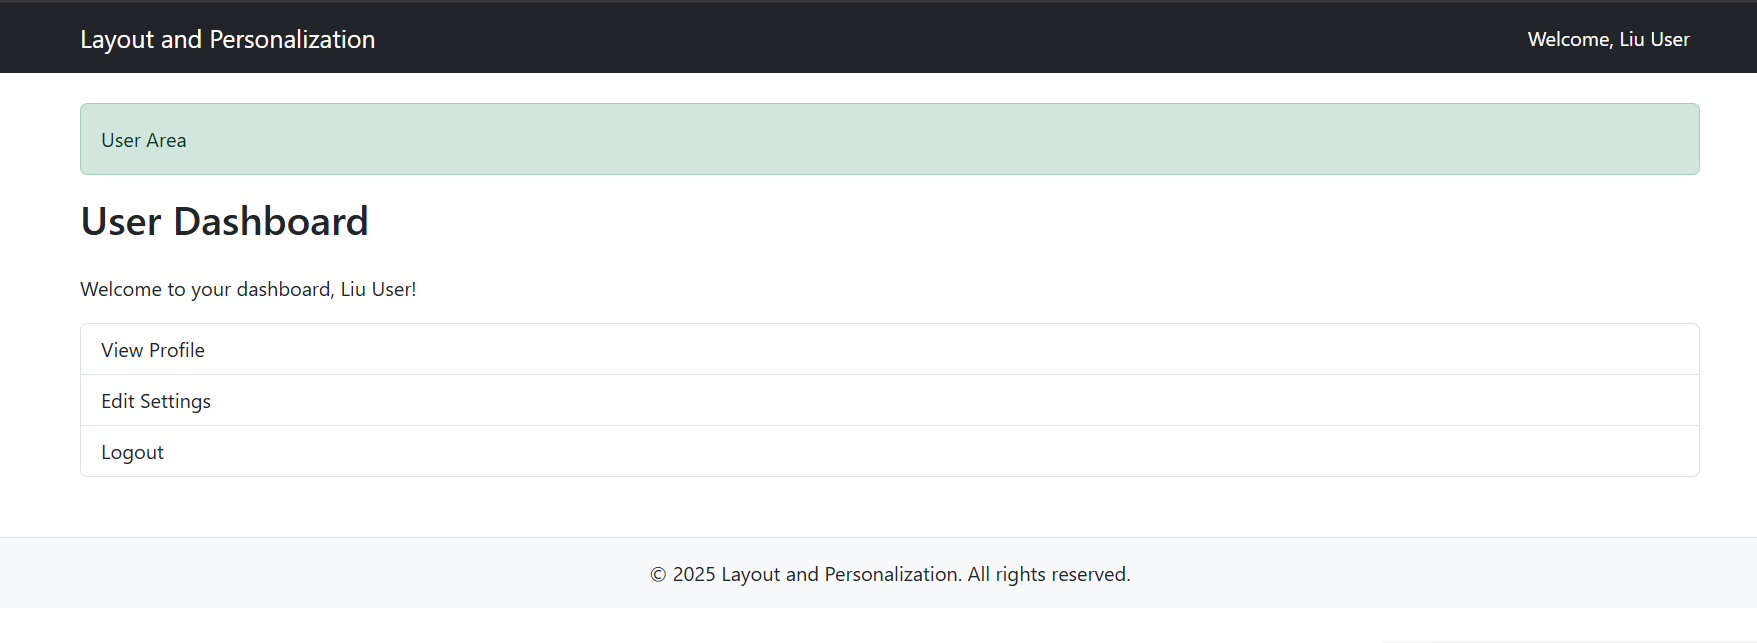 Layout and Personalization
Welcome, Liu User
User Area
User Dashboard
Welcome to your dashboard, Liu User!
View Profile
Edit Settings
Logout
© 2025 Layout and Personalization. All rights reserved.